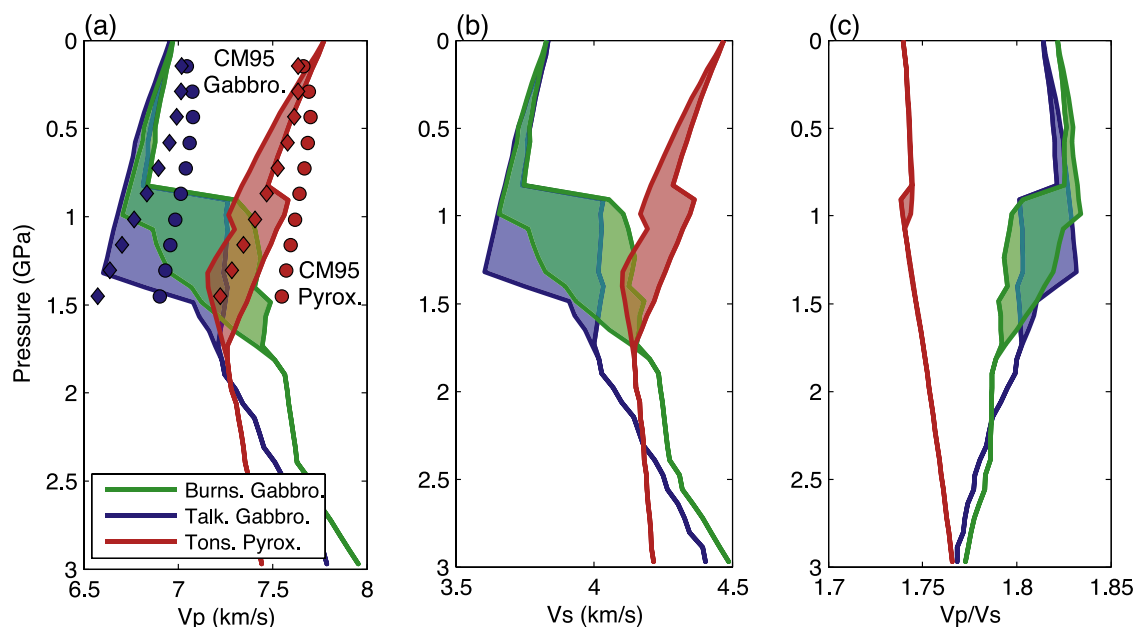 (a)
(b)
(c)
0
0.5
1
1.5
2
2.5
3
Pressure (GPa)
CM95
Gabbro.
CM95
Pyrox.
Burns. Gabbro.
Talk. Gabbro.
Tons. Pyrox.
6.5
7
7.5
8
Vp (km/s)
0
0.5
1
1.5
2
2.5
3
3.5
4
4.5
5
Vs (km/s)
0
0.5
1
1.5
2
2.5
3
1.7
1.75
1.8
1.85
Vp/Vs